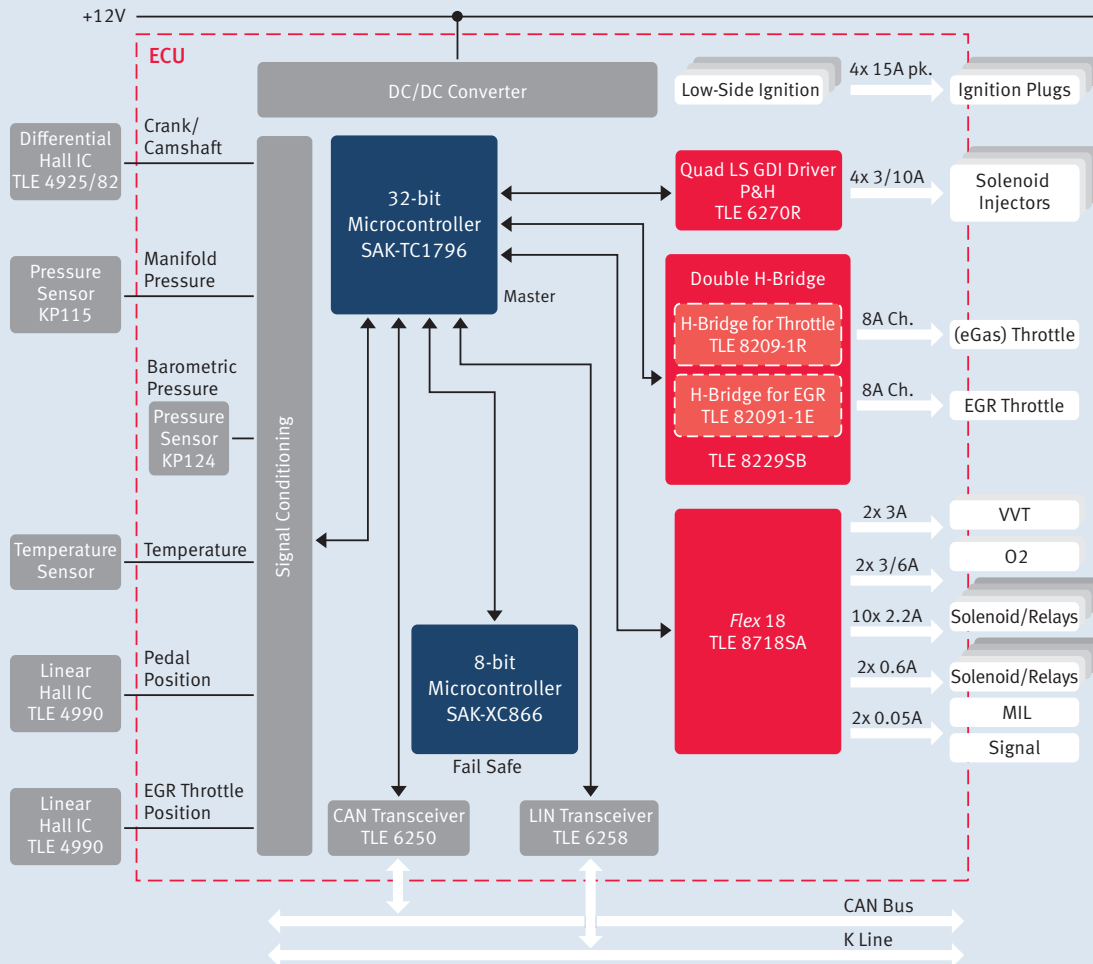 +12V
ECU
DC/DC Converter
Low-Side Ignition
4x 15A pk.
Ignition Plugs
Differential
Hall IC
TLE 4925/82
Crank/
Camshaft
32-bit
Microcontroller
SAK-TC1796
Master
Quad LS GDI Driver
P&H
TLE 6270R
4x 3/10A
Solenoid
Injectors
Pressure
Sensor
KP115
Manifold
Pressure
Double H-Bridge
H-Bridge for Throttle
TLE 8209-1R
8A Ch.
(eGas) Throttle
H-Bridge for EGR
TLE 82091-1E
8A Ch.
EGR Throttle
TLE 8229SB
Barometric
Pressure
Pressure
Sensor
KP124
Signal Conditioning
Temperature
Sensor
Temperature
Flex 18
TLE 8718SA
2x 3A
VVT
2x 3/6A
O2
10x 2.2A
Solenoid/Relays
2x 0.6A
Solenoid/Relays
2x 0.05A
MIL
Signal
Linear
Hall IC
TLE 4990
Pedal
Position
8-bit
Microcontroller
SAK-XC866
Fail Safe
Linear
Hall IC
TLE 4990
EGR Throttle
Position
CAN Transceiver
TLE 6250
LIN Transceiver
TLE 6258
CAN Bus
K Line